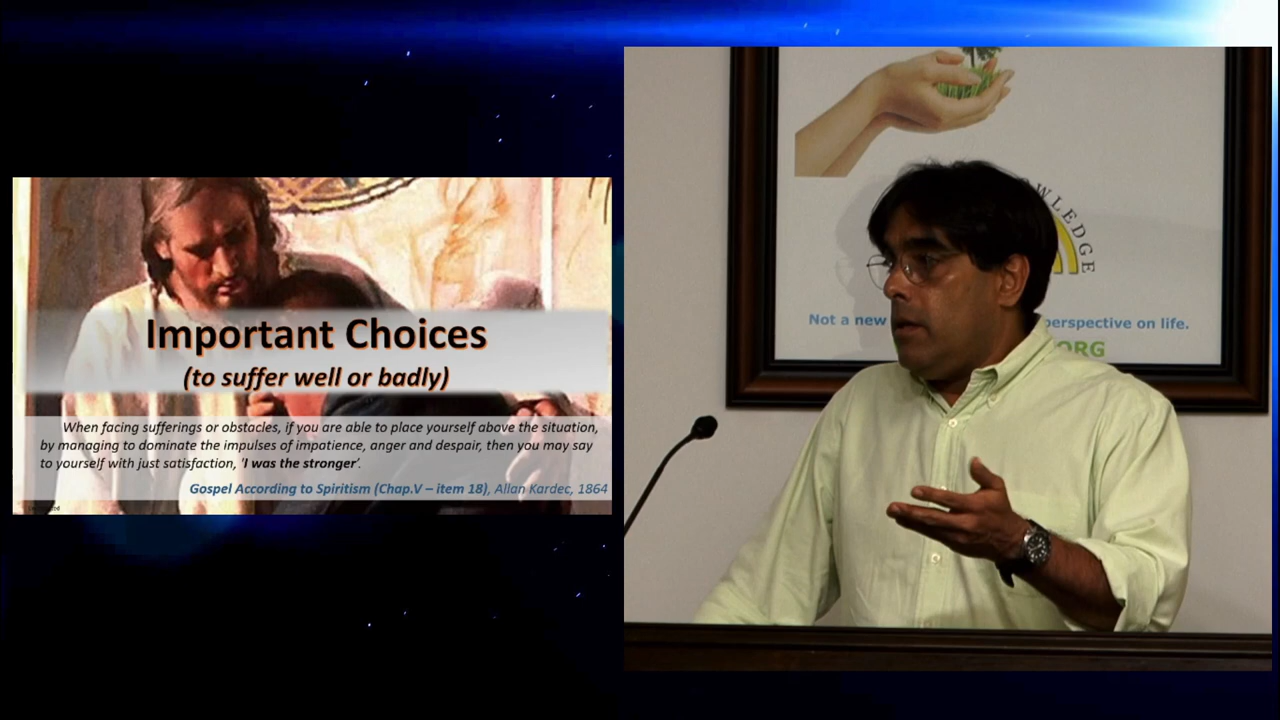 Important Choices
(to suffer well or badly)
When facing sufferings or obstacles, if you are able to place yourself above the situation,
by managing to dominate the impulses of impatience, anger and despair, then you may say
to yourself with just satisfaction, 'I was the stronger'.
Gospel According to Spiritism (Chap.V – item 18), Allan Kardec, 1864
WLEDGE
Not a new
perspective on life.
ORG